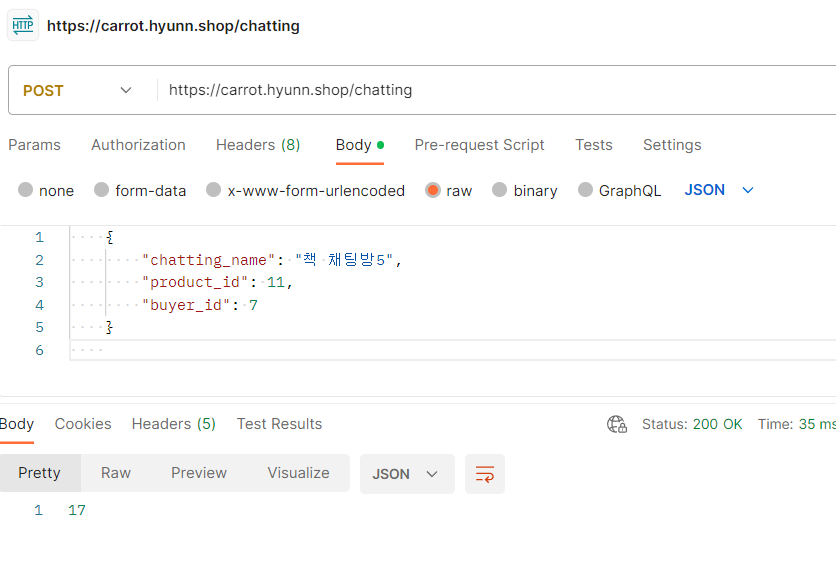 HTTP https://carrot.hyunn.shop/chatting
POST https://carrot.hyunn.shop/chatting
Params Authorization Headers (8) Body Pre-request Script Tests Settings
none form-data x-www-form-urlencoded raw binary GraphQL JSON
1 {
2 "chatting_name": "책 채팅방5",
3 "product_id": 11,
4 "buyer_id": 7
5 }
6
Body Cookies Headers (5) Test Results Status: 200 OK Time: 35 ms
Pretty Raw Preview Visualize JSON
1 17